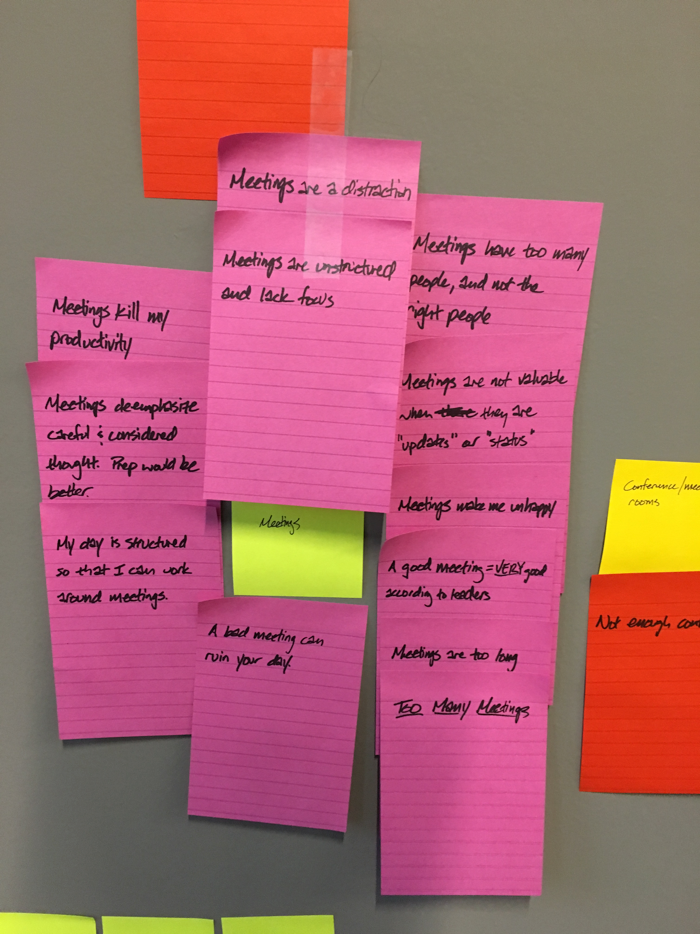 Meetings are a distraction
Meetings are unstructured
and lack focus
Meetings kill my
productivity
Meetings deemphasize
careful & considered
thought. Prep would be
better.
My day is structured
so that I can work
around meetings.
Meetings
A bad meeting can
ruin your day.
Meetings have too many
people, and not the
right people
Meetings are not valuable
when they are
"updates" or "status"
Meetings make me unhappy
A good meeting = VERY good
according to leaders
Meetings are too long
TOO MANY Meetings
Conference/mee
rooms
Not enough con